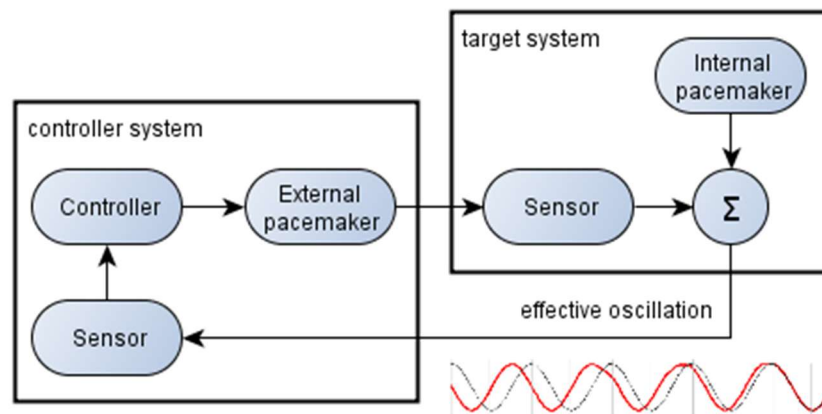 target system
Internal
pacemaker
controller system
Controller
External
pacemaker
Sensor
Σ
effective oscillation
Sensor